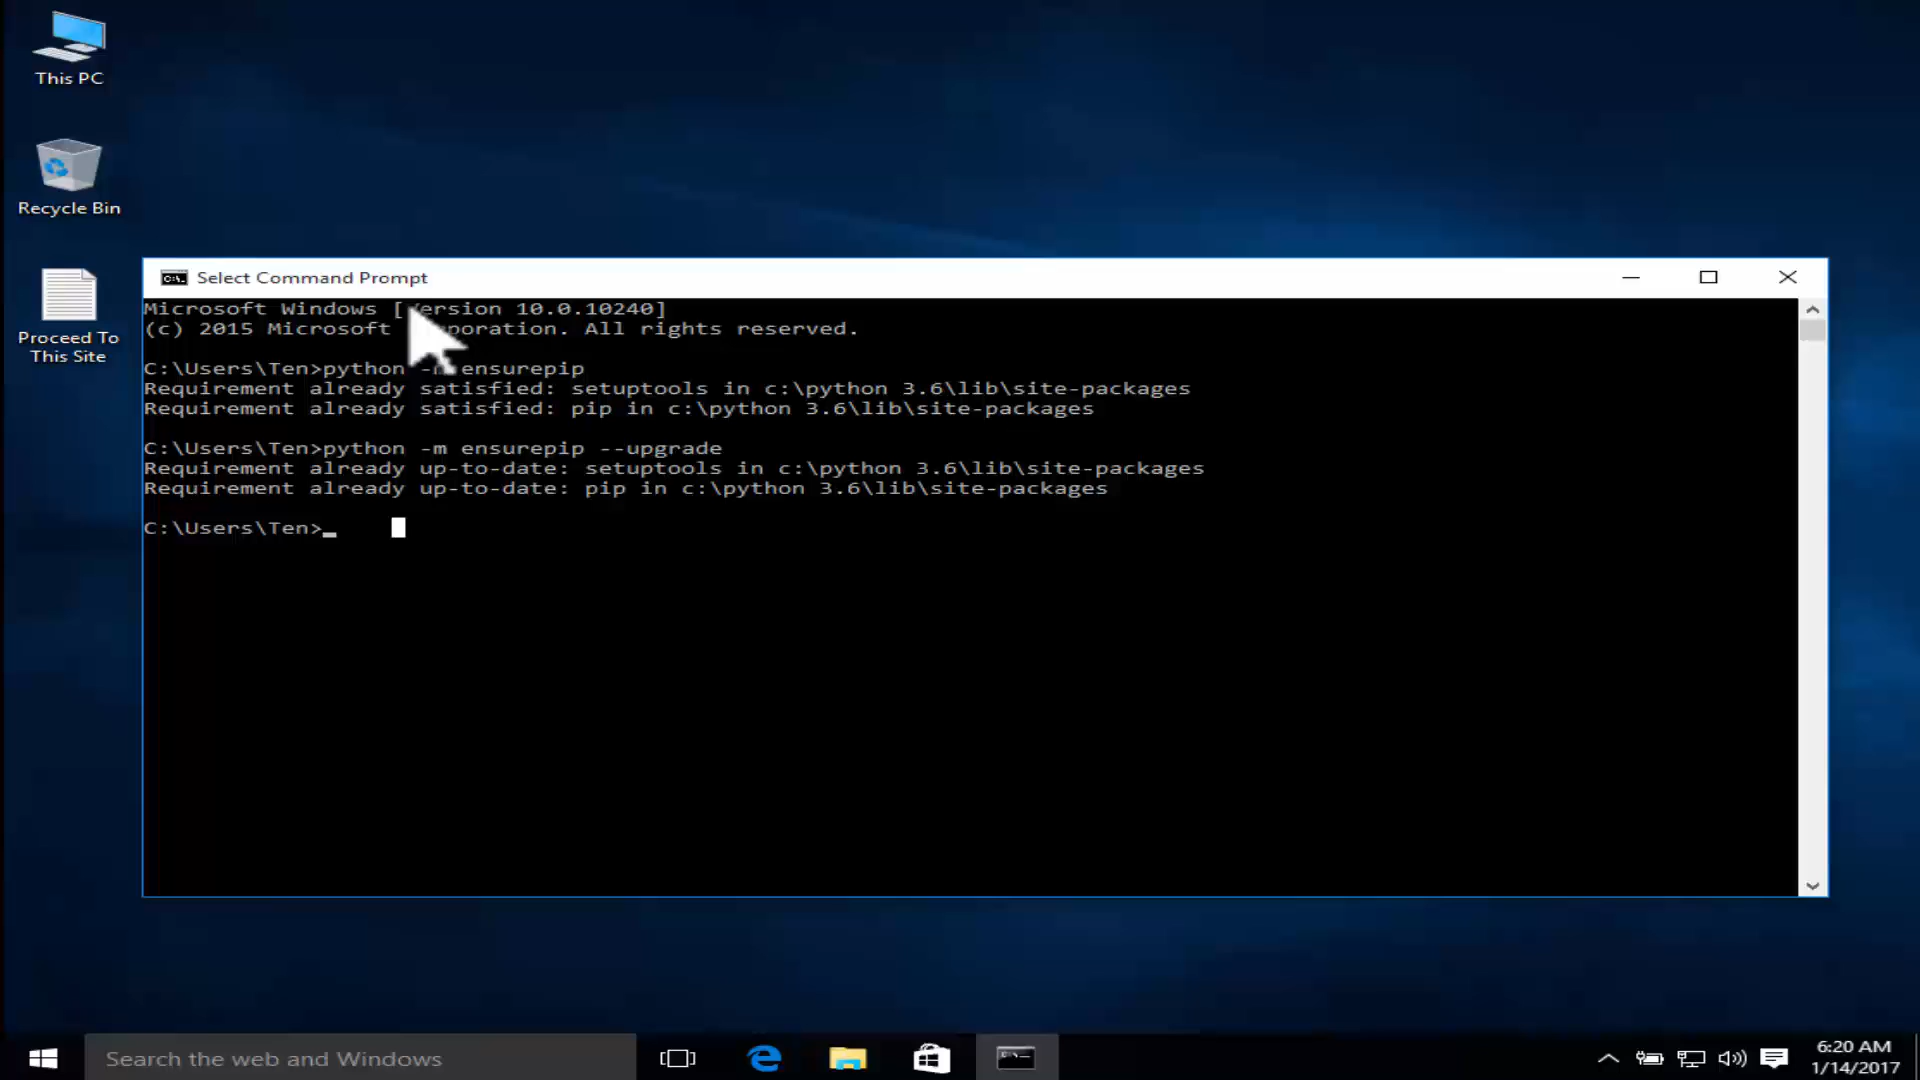 This PC
Recycle Bin
Proceed To
This Site
Select Command Prompt
Microsoft Windows [Version 10.0.10240]
(c) 2015 Microsoft Corporation. All rights reserved.
C:\Users\Ten>python -m ensurepip
Requirement already satisfied: setuptools in c:\python 3.6\lib\site-packages
Requirement already satisfied: pip in c:\python 3.6\lib\site-packages
C:\Users\Ten>python -m ensurepip --upgrade
Requirement already up-to-date: setuptools in c:\python 3.6\lib\site-packages
Requirement already up-to-date: pip in c:\python 3.6\lib\site-packages
C:\Users\Ten>_
Search the web and Windows
6:20 AM
1/14/2017